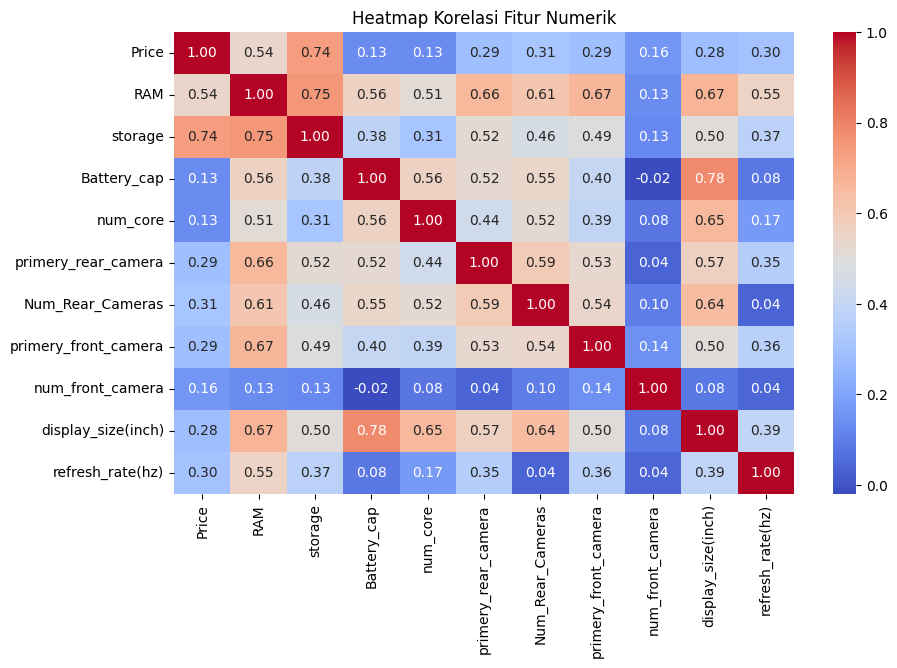 Heatmap Korelasi Fitur Numerik
Price 1.00 0.54 0.74 0.13 0.13 0.29 0.31 0.29 0.16 0.28 0.30
RAM 0.54 1.00 0.75 0.56 0.51 0.66 0.61 0.67 0.13 0.67 0.55
storage 0.74 0.75 1.00 0.38 0.31 0.52 0.46 0.49 0.13 0.50 0.37
Battery_cap 0.13 0.56 0.38 1.00 0.56 0.52 0.55 0.40 -0.02 0.78 0.08
num_core 0.13 0.51 0.31 0.56 1.00 0.44 0.52 0.39 0.08 0.65 0.17
primery_rear_camera 0.29 0.66 0.52 0.52 0.44 1.00 0.59 0.53 0.04 0.57 0.35
Num_Rear_Cameras 0.31 0.61 0.46 0.55 0.52 0.59 1.00 0.54 0.10 0.64 0.04
primery_front_camera 0.29 0.67 0.49 0.40 0.39 0.53 0.54 1.00 0.14 0.50 0.36
num_front_camera 0.16 0.13 0.13 -0.02 0.08 0.04 0.10 0.14 1.00 0.08 0.04
display_size(inch) 0.28 0.67 0.50 0.78 0.65 0.57 0.64 0.50 0.08 1.00 0.39
refresh_rate(hz) 0.30 0.55 0.37 0.08 0.17 0.35 0.04 0.36 0.04 0.39 1.00
Price
RAM
storage
Battery_cap
num_core
primery_rear_camera
Num_Rear_Cameras
primery_front_camera
num_front_camera
display_size(inch)
refresh_rate(hz)
1.0
0.8
0.6
0.4
0.2
0.0